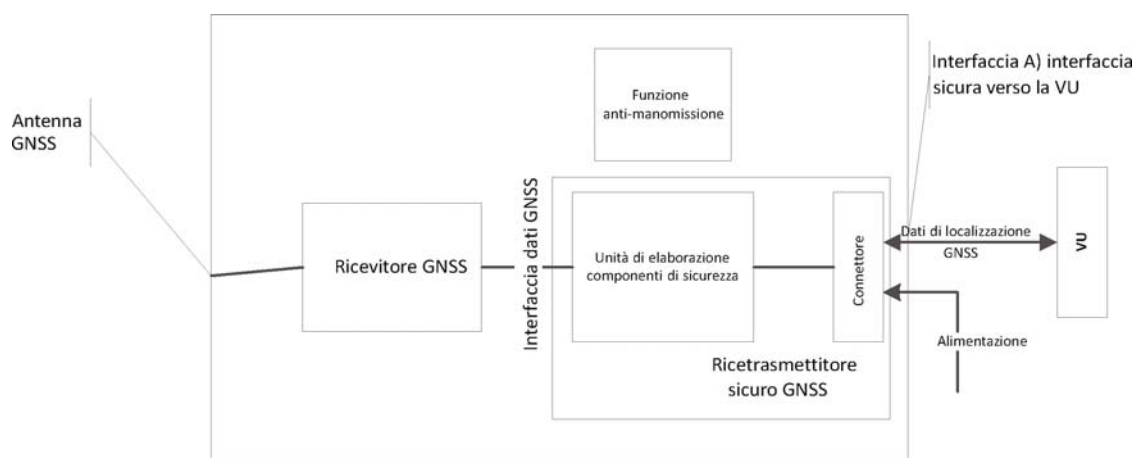 Antenna
GNSS
Ricevitore GNSS
Interfaccia dati GNSS
Funzione
anti-manomissione
Unità di elaborazione
componenti di sicurezza
Connettore
Ricetrasmettitore
sicuro GNSS
Interfaccia A) interfaccia
sicura verso la VU
Dati di localizzazione
GNSS
VU
Alimentazione